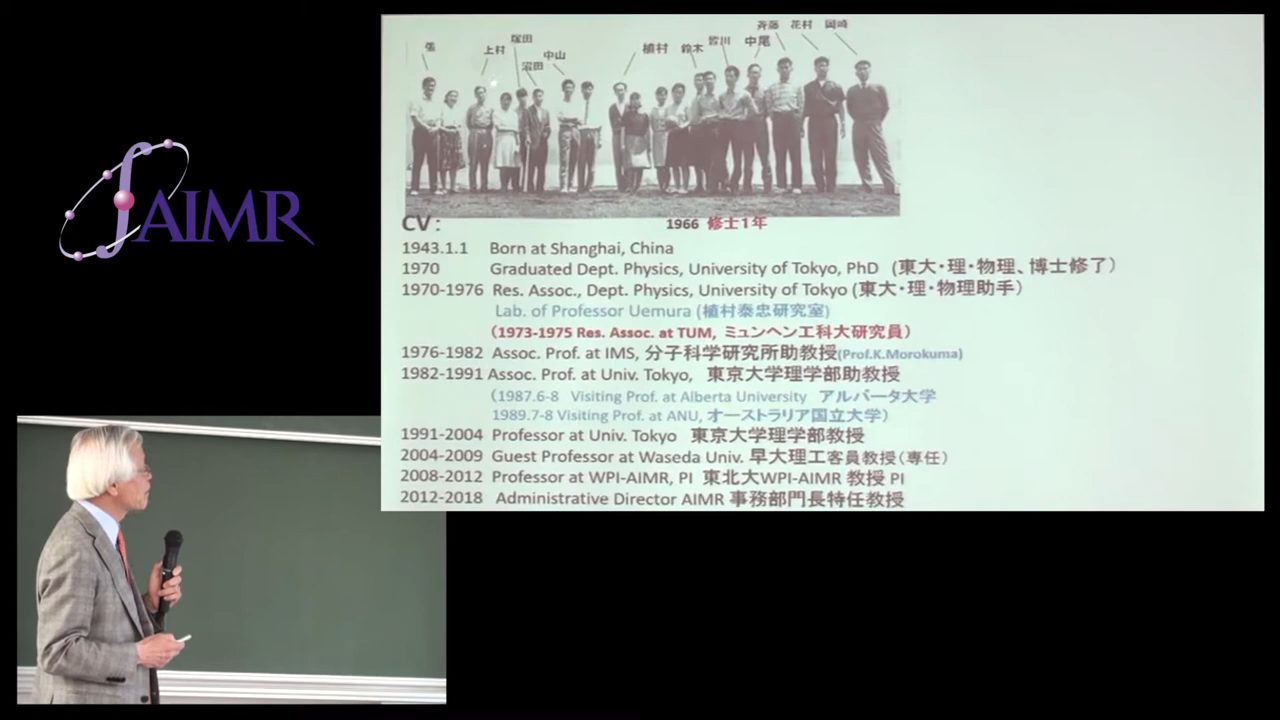 AIMR
斉藤 花村 岡崎
張 上村 塚田 沼田 中山 植村 鈴木 皆川 中尾
CV :
1966 修士1年
1943.1.1 Born at Shanghai, China
1970 Graduated Dept. Physics, University of Tokyo, PhD (東大・理・物理、博士修了)
1970-1976 Res. Assoc., Dept. Physics, University of Tokyo (東大・理・物理助手)
Lab. of Professor Uemura (植村泰忠研究室)
(1973-1975 Res. Assoc. at TUM, ミュンヘン工科大研究員)
1976-1982 Assoc. Prof. at IMS, 分子科学研究所助教授(Prof.K.Morokuma)
1982-1991 Assoc. Prof. at Univ. Tokyo, 東京大学理学部助教授
(1987.6-8 Visiting Prof. at Alberta University アルバータ大学
1989.7-8 Visiting Prof. at ANU, オーストラリア国立大学)
1991-2004 Professor at Univ. Tokyo 東京大学理学部教授
2004-2009 Guest Professor at Waseda Univ. 早大理工客員教授(専任)
2008-2012 Professor at WPI-AIMR, PI 東北大WPI-AIMR 教授 PI
2012-2018 Administrative Director AIMR 事務部門長特任教授